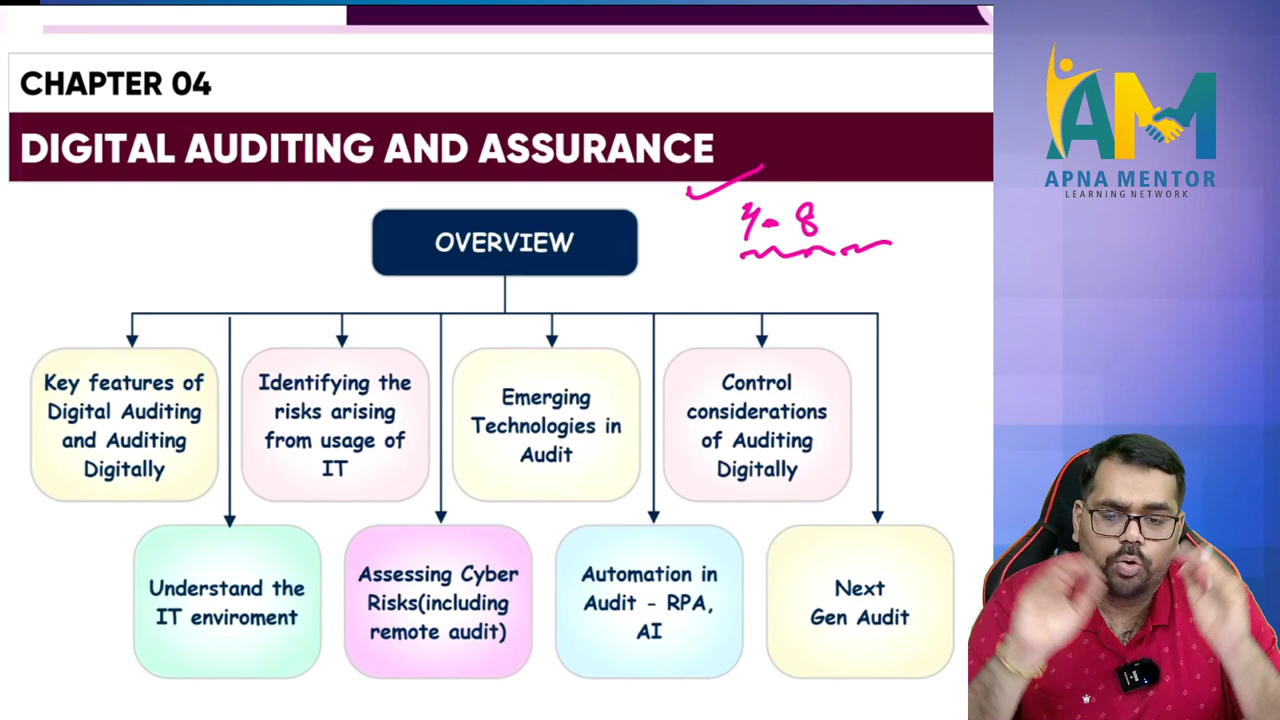 CHAPTER 04
DIGITAL AUDITING AND ASSURANCE
4-8
OVERVIEW
Key features of
Digital Auditing
and Auditing
Digitally
Identifying the
risks arising
from usage of
IT
Emerging
Technologies in
Audit
Control
considerations
of Auditing
Digitally
Understand the
IT enviroment
Assessing Cyber
Risks(including
remote audit)
Automation in
Audit - RPA,
AI
Next
Gen Audit
AM
APNA MENTOR
LEARNING NETWORK